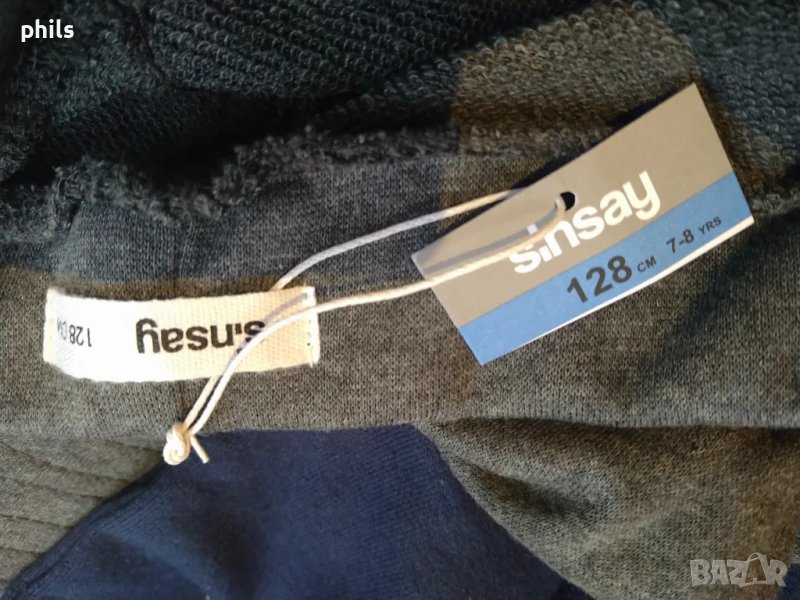 phils
sinsay
128 CM 7-8 YRS
sinsay
128 CM
BAZAR